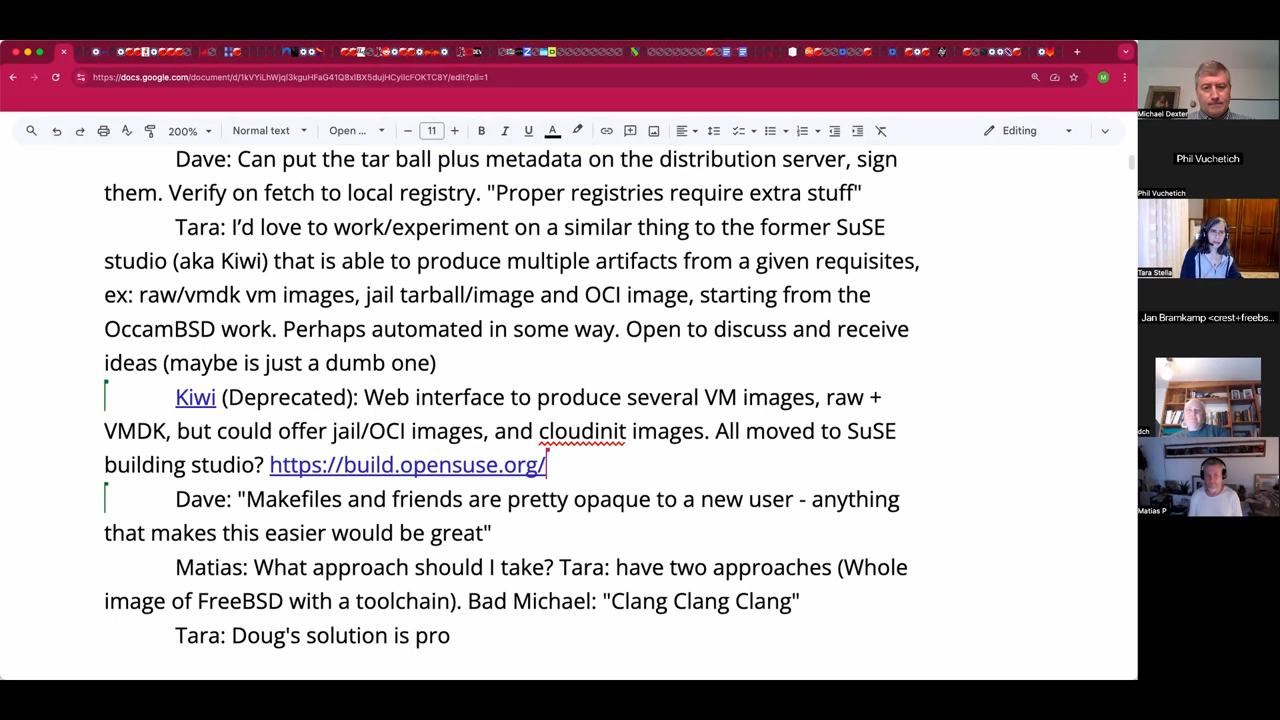 https://docs.google.com/document/d/1kVYiLhWjqI3kguHFaG41Q8xlBX5dujHCyiIcFOKTC8Y/edit?pli=1
M
200%
Normal text
Open ...
11
B
I
U
A
Editing
Dave: Can put the tar ball plus metadata on the distribution server, sign
them. Verify on fetch to local registry. "Proper registries require extra stuff"
Tara: I'd love to work/experiment on a similar thing to the former SuSE
studio (aka Kiwi) that is able to produce multiple artifacts from a given requisites,
ex: raw/vmdk vm images, jail tarball/image and OCI image, starting from the
OccamBSD work. Perhaps automated in some way. Open to discuss and receive
ideas (maybe is just a dumb one)
Kiwi (Deprecated): Web interface to produce several VM images, raw +
VMDK, but could offer jail/OCI images, and cloudinit images. All moved to SuSE
building studio? https://build.opensuse.org/
Dave: "Makefiles and friends are pretty opaque to a new user - anything
that makes this easier would be great"
Matias: What approach should I take? Tara: have two approaches (Whole
image of FreeBSD with a toolchain). Bad Michael: "Clang Clang Clang"
Tara: Doug's solution is pro
Michael Dexter
Phil Vuchetich
Phil Vuchetich
Tara Stella
Jan Bramkamp <crest+freebs...
dch
Matias P